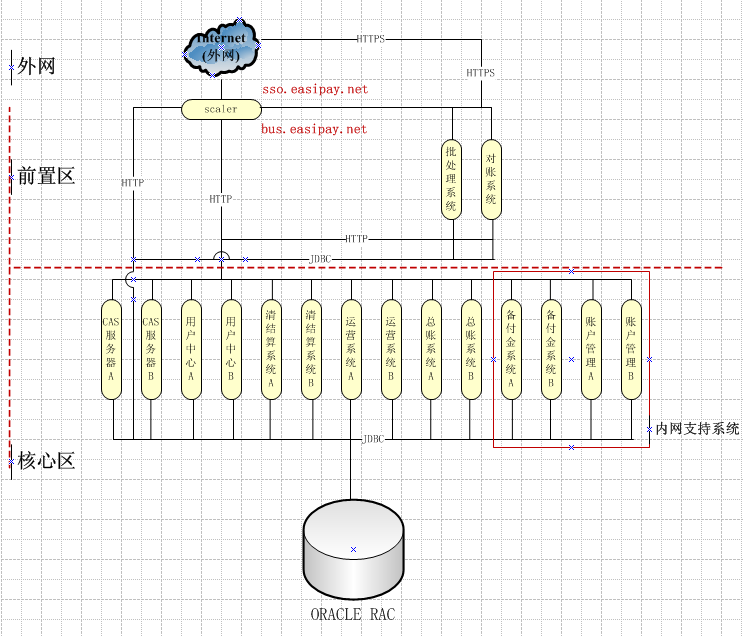 Internet
(外网)
HTTPS
外网
HTTPS
sso.easipay.net
scaler
bus.easipay.net
前置区
批处理系统
对账系统
HTTP
HTTP
HTTP
JDBC
CAS服务器A
CAS服务器B
用户中心A
用户中心B
清结算系统A
清结算系统B
运营系统A
运营系统B
总账系统A
总账系统B
备付金系统A
备付金系统B
账户管理A
账户管理B
内网支持系统
JDBC
核心区
ORACLE RAC